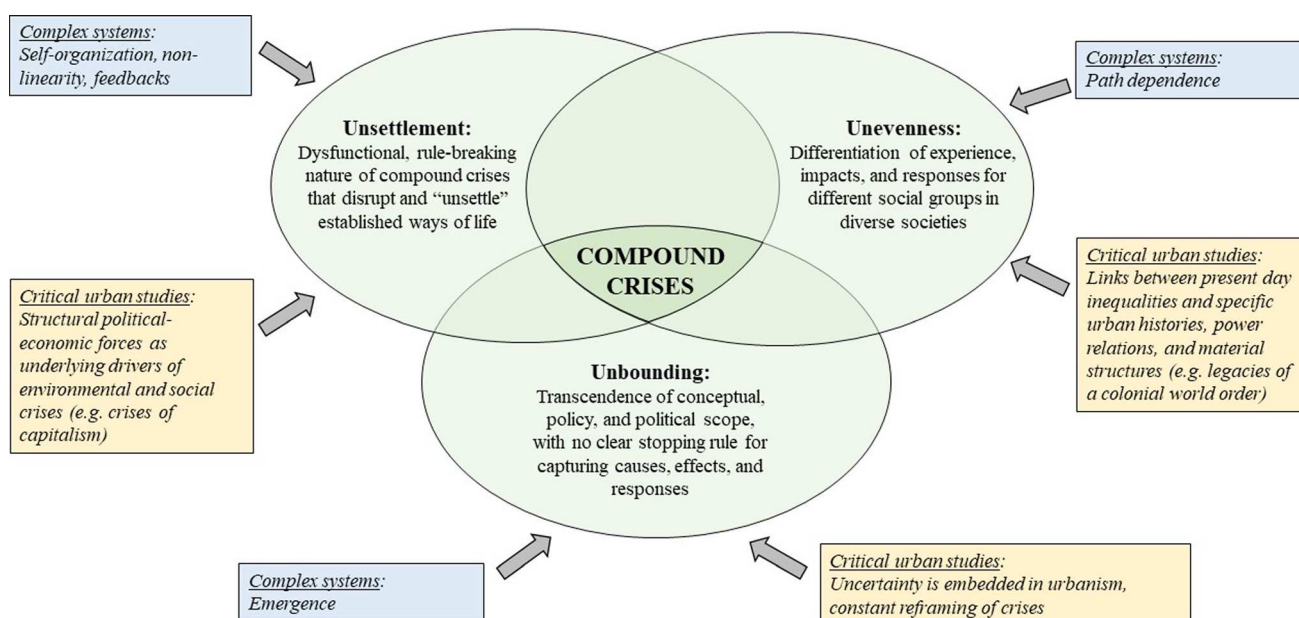 Complex systems:
Self-organization, non-
linearity, feedbacks
Complex systems:
Path dependence
Unsettlement:
Dysfunctional, rule-breaking
nature of compound crises
that disrupt and “unsettle”
established ways of life
Unevenness:
Differentiation of experience,
impacts, and responses for
different social groups in
diverse societies
COMPOUND
CRISES
Critical urban studies:
Structural political-
economic forces as
underlying drivers of
environmental and social
crises (e.g. crises of
capitalism)
Critical urban studies:
Links between present day
inequalities and specific
urban histories, power
relations, and material
structures (e.g. legacies of
a colonial world order)
Unbounding:
Transcendence of conceptual,
policy, and political scope,
with no clear stopping rule for
capturing causes, effects, and
responses
Complex systems:
Emergence
Critical urban studies:
Uncertainty is embedded in urbanism,
constant reframing of crises